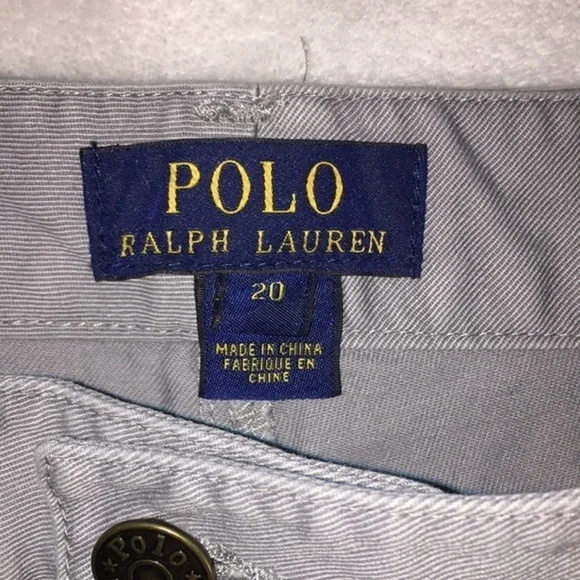 POLO
RALPH LAUREN
20
MADE IN CHINA
FABRIQUE EN
CHINE
Polo